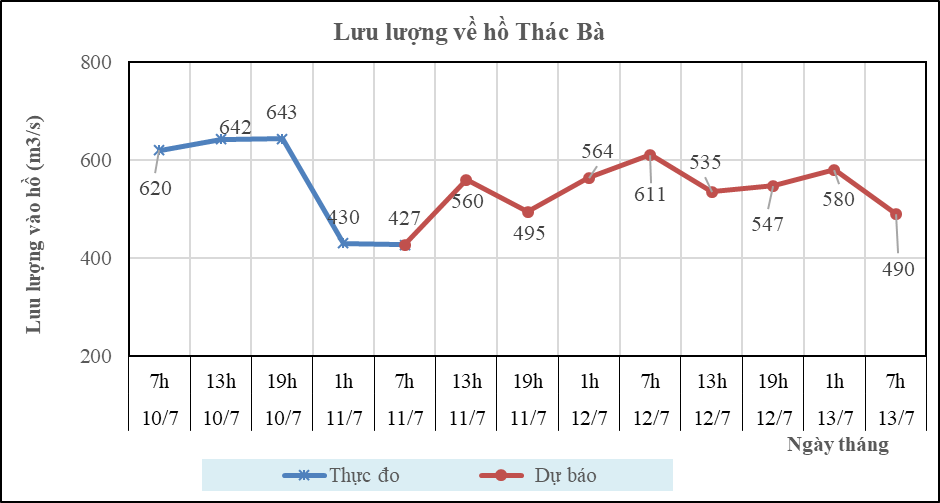 Lưu lượng về hồ Thác Bà
Lưu lượng vào hồ (m3/s)
800
600
400
200
620
642
643
430
427
560
495
564
611
535
547
580
490
7h 13h 19h 1h 7h 13h 19h 1h 7h 13h 19h 1h 7h
10/7 10/7 10/7 11/7 11/7 11/7 11/7 12/7 12/7 12/7 12/7 13/7 13/7
Ngày tháng
Thực đo Dự báo